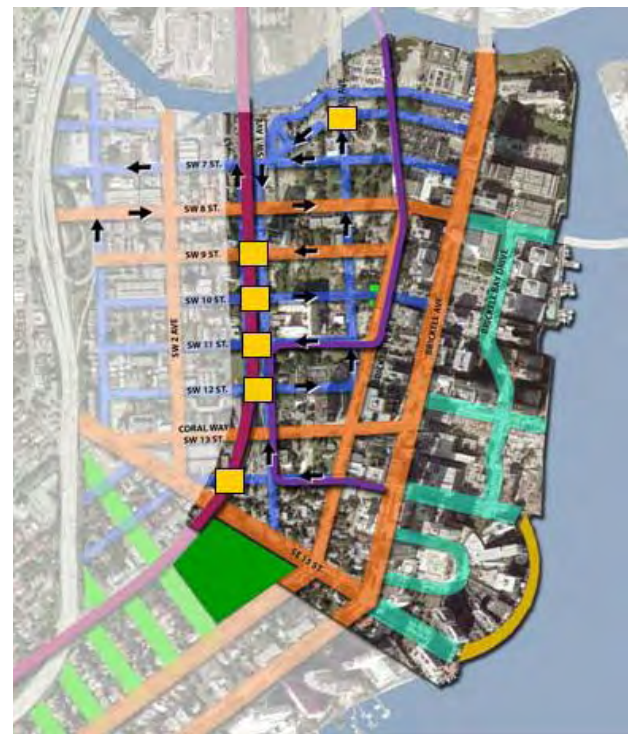 SW 1 AVE
SW 7 ST.
SW 8 ST.
SW 9 ST.
SW 10 ST.
SW 11 ST.
SW 2 AVE
SW 12 ST.
CORAL WAY
SW 13 ST.
SE 15 ST.
BRICKELL AVE
BRICKELL BAY DRIVE
AVE